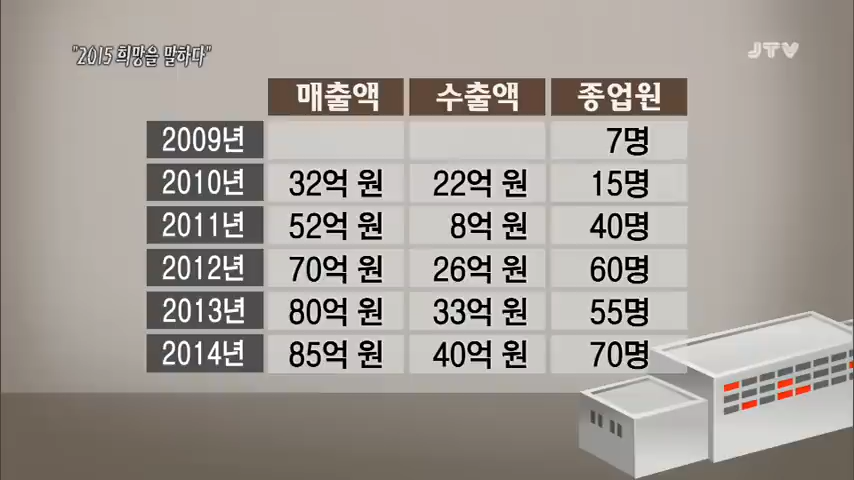 "2015 희망을 말하다"
JTV
매출액 수출액 종업원
2009년 7명
2010년 32억 원 22억 원 15명
2011년 52억 원 8억 원 40명
2012년 70억 원 26억 원 60명
2013년 80억 원 33억 원 55명
2014년 85억 원 40억 원 70명